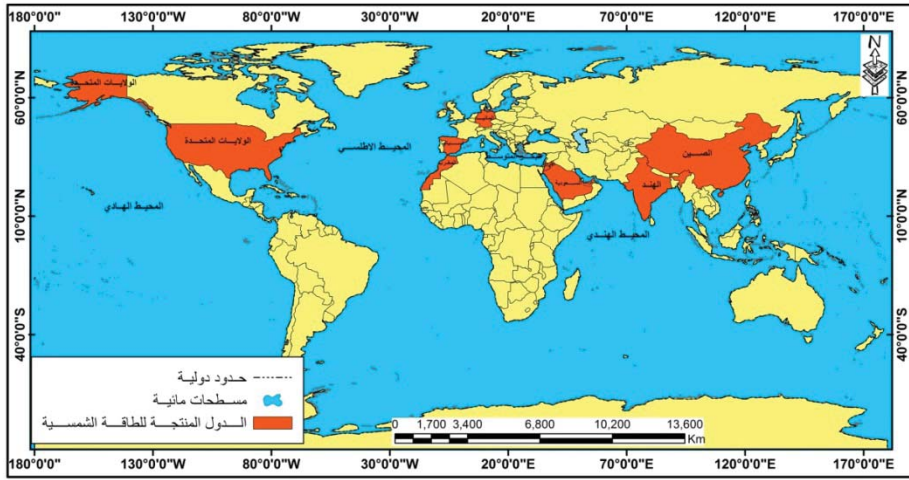 180°0'0" 130°0'0"W 80°0'0"W 30°0'0"W 20°0'0"E 70°0'0"E 120°0'0"E 170°0'0"E
N
60°0'0"N 60°0'0"N
الولايات المتحدة
الولايات المتحدة
المحيط الاطلسي
الصين
الهند
المحيط الهادي
المحيط الهندي
10°0'0"N 10°0'0"N
40°0'0"S 40°0'0"S
حدود دولية
مسطحات مائية
الدول المنتجة للطاقة الشمسية
0 1,700 3,400 6,800 10,200 13,600
Km
180°0'0" 130°0'0"W 80°0'0"W 30°0'0"W 20°0'0"E 70°0'0"E 120°0'0"E 170°0'0"E